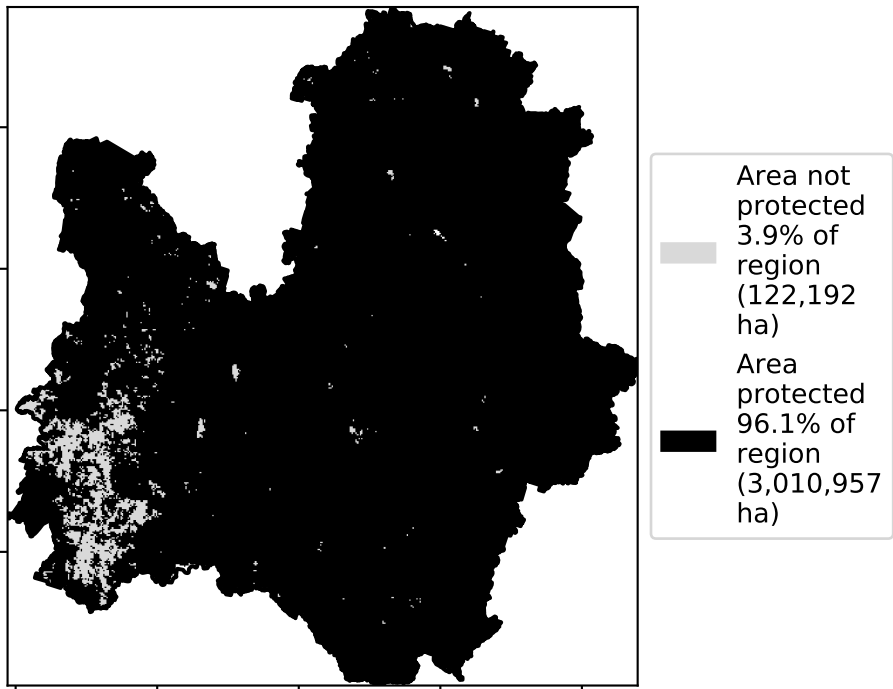 Area not
protected
3.9% of
region
(122,192
ha)
Area
protected
96.1% of
region
(3,010,957
ha)